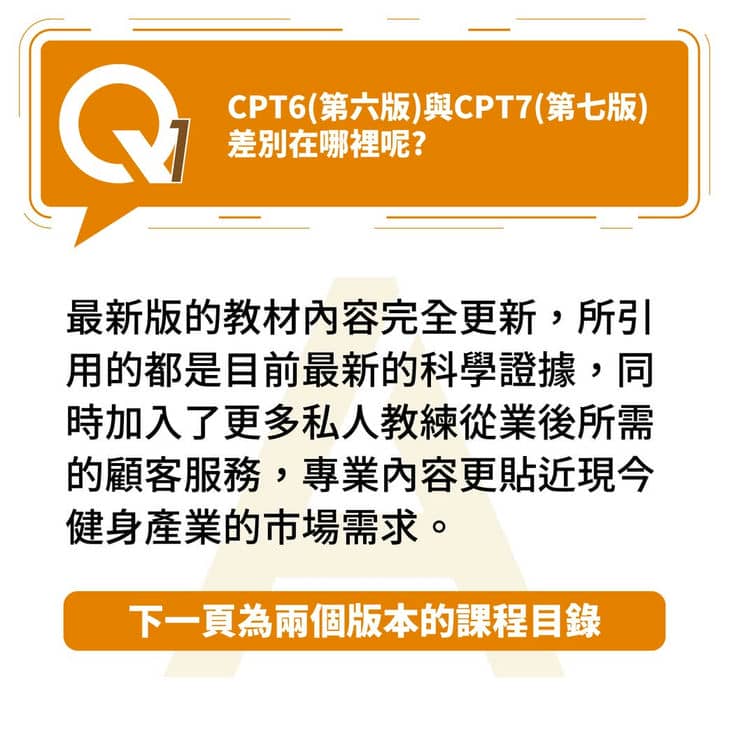 Q1
CPT6(第六版)與CPT7(第七版)
差別在哪裡呢?
最新版的教材內容完全更新，所引
用的都是目前最新的科學證據，同
時加入了更多私人教練從業後所需
的顧客服務，專業內容更貼近現今
健身產業的市場需求。
A
下一頁為兩個版本的課程目錄